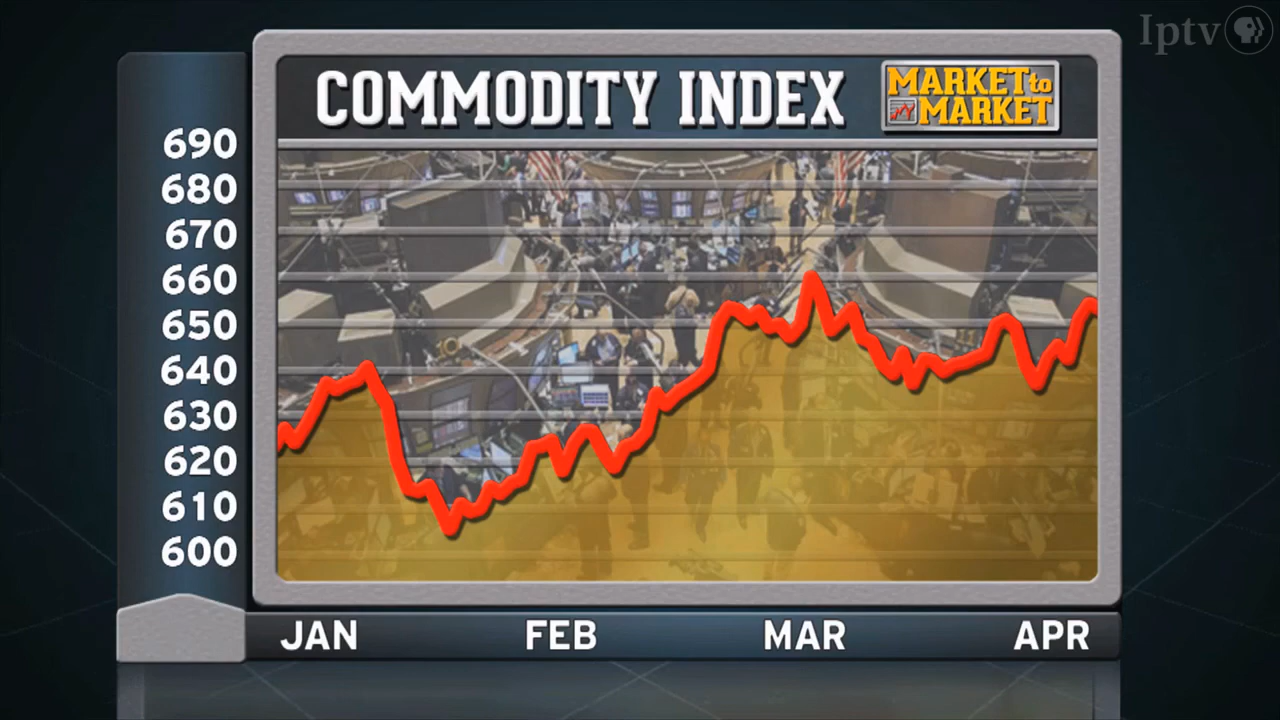 Iptv
COMMODITY INDEX
MARKET to
MARKET
690
680
670
660
650
640
630
620
610
600
JAN FEB MAR APR